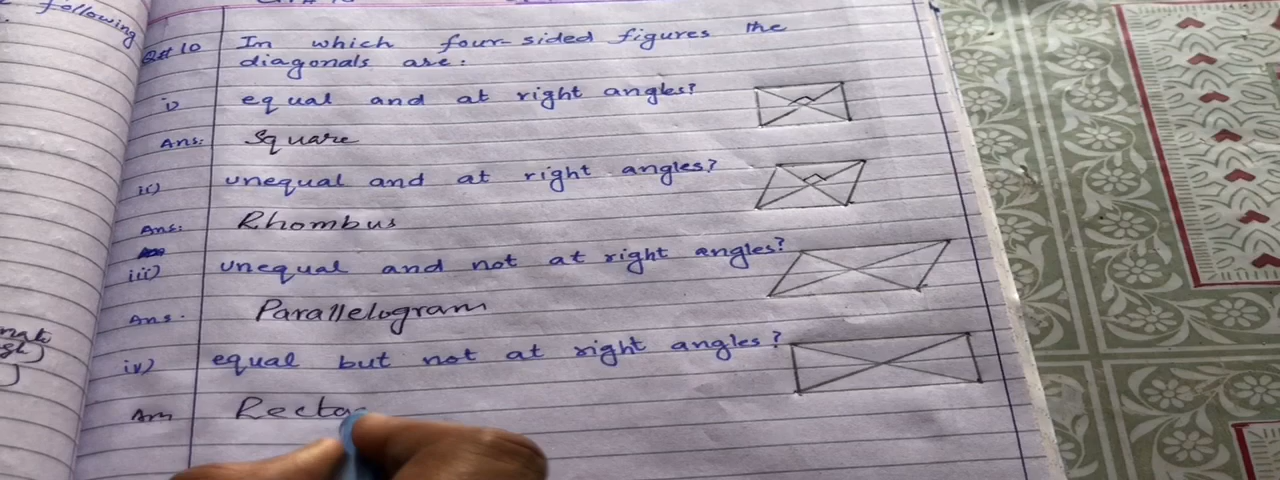 following
Q# 10 In which four-sided figures the
diagonals are:
i) equal and at right angles?
Ans: Square
ii) unequal and at right angles?
Ans: Rhombus
iii) unequal and not at right angles?
Ans. Parallelogram
iv) equal but not at right angles?
Ans Recta